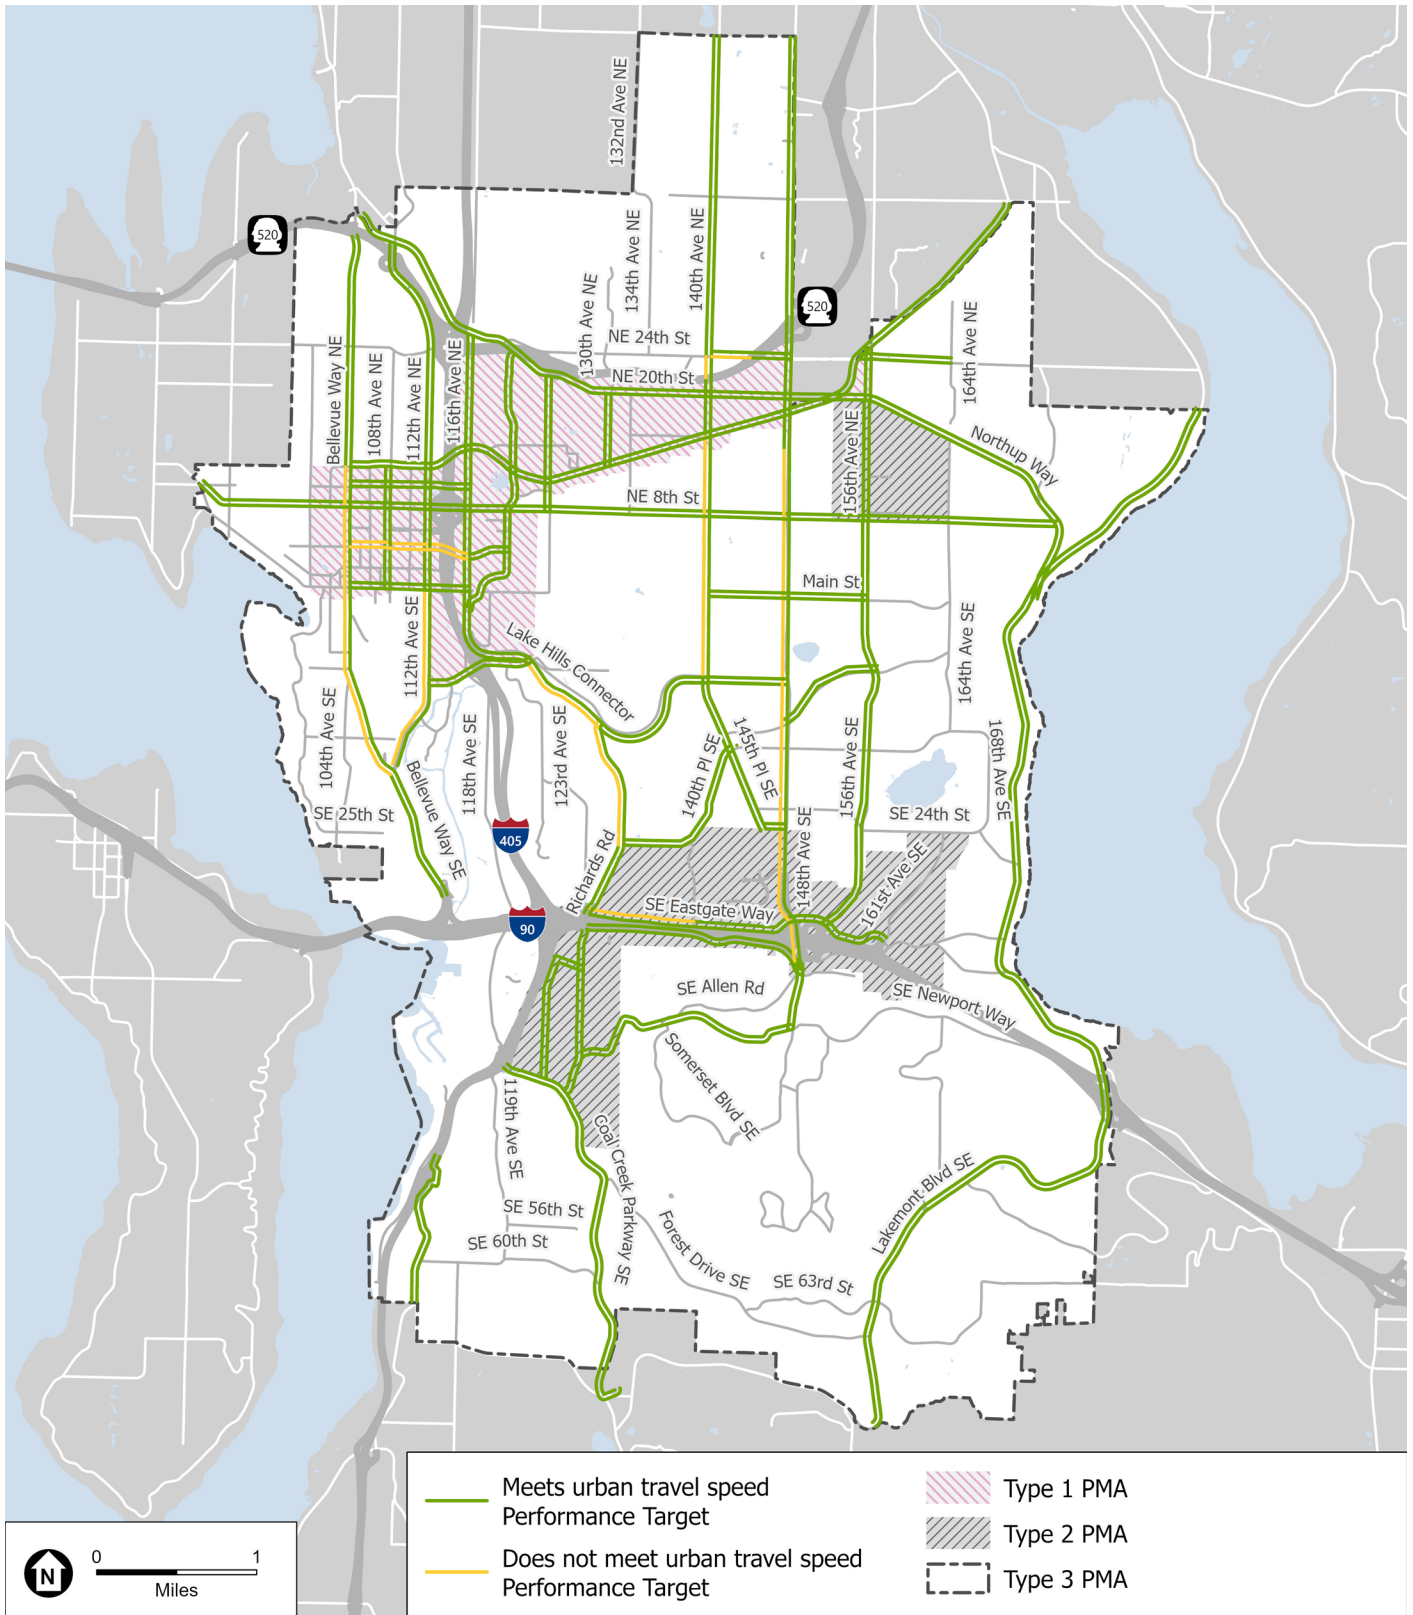 132nd Ave NE
520
134th Ave NE
140th Ave NE
130th Ave NE
520
NE 24th St
164th Ave NE
Bellevue Way NE
108th Ave NE
112th Ave NE
116th Ave NE
NE 20th St
156th Ave NE
Northup Way
NE 8th St
Main St
112th Ave SE
Lake Hills Connector
164th Ave SE
104th Ave SE
118th Ave SE
123rd Ave SE
140th Pl SE
145th Pl SE
156th Ave SE
168th Ave SE
SE 25th St
Bellevue Way SE
405
Richards Rd
148th Ave SE
SE 24th St
161st Ave SE
SE Eastgate Way
90
SE Allen Rd
SE Newport Way
Somerset Blvd SE
119th Ave SE
Coal Creek Parkway SE
Lakemont Blvd SE
SE 56th St
SE 60th St
Forest Drive SE
SE 63rd St
Meets urban travel speed
Performance Target
Does not meet urban travel speed
Performance Target
Type 1 PMA
Type 2 PMA
Type 3 PMA
N
0 1
Miles